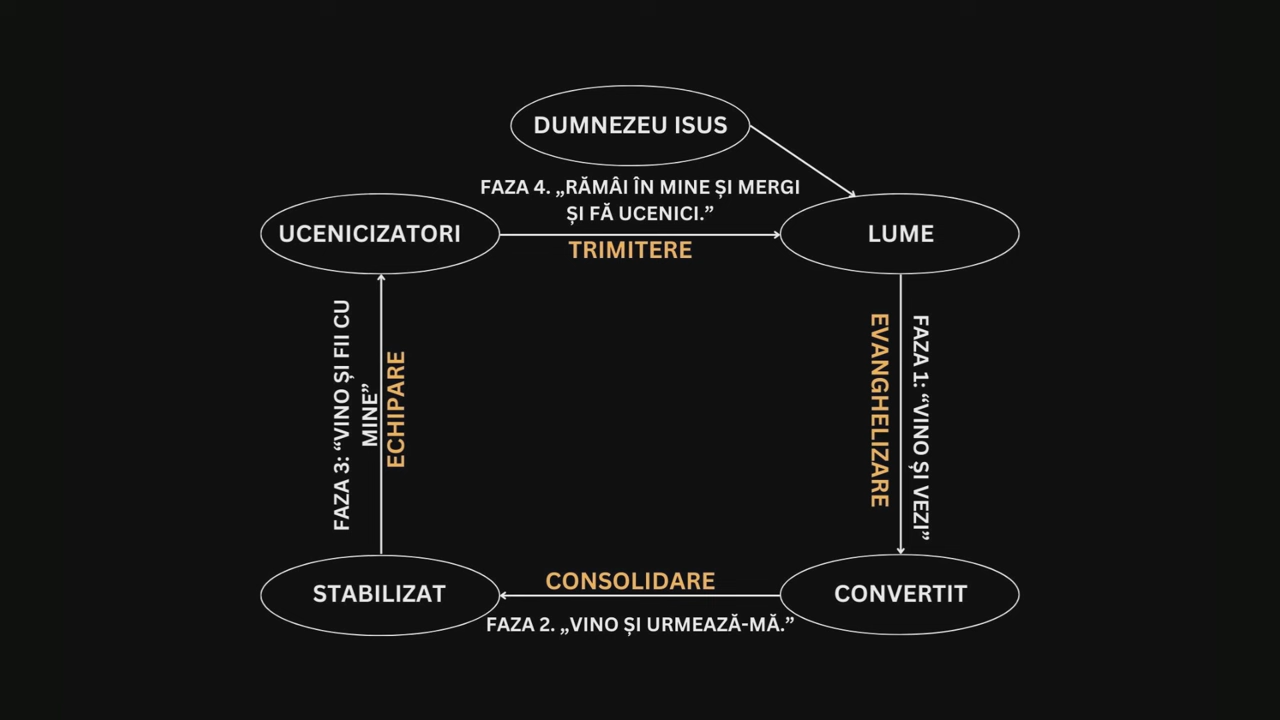 DUMNEZEU ISUS
FAZA 4. „RĂMÂI ÎN MINE ȘI MERGI
ȘI FĂ UCENICI.”
UCENICIZATORI
LUME
TRIMITERE
FAZA 3: “VINO ȘI FII CU
MINE”
ECHIPARE
EVANGHELIZARE
FAZA 1: “VINO ȘI VEZI”
STABILIZAT
CONSOLIDARE
CONVERTIT
FAZA 2. „VINO ȘI URMEAZĂ-MĂ.”